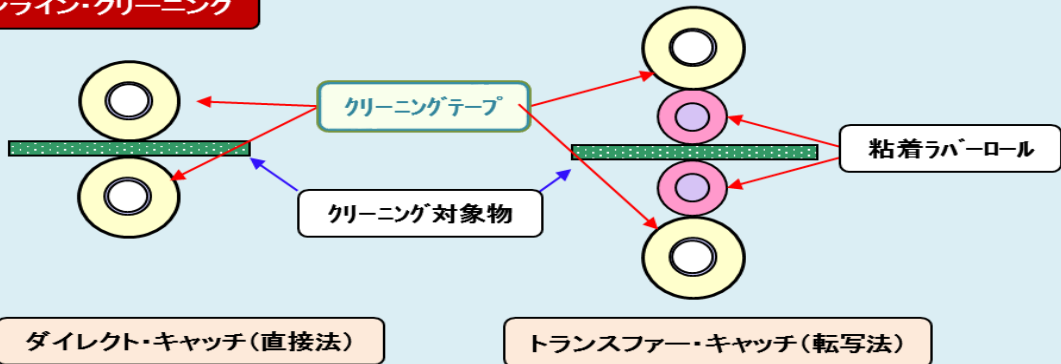 ンライン・クリーニング
クリーニングテープ
粘着ラバーロール
クリーニング対象物
ダイレクト・キャッチ(直接法)
トランスファー・キャッチ(転写法)